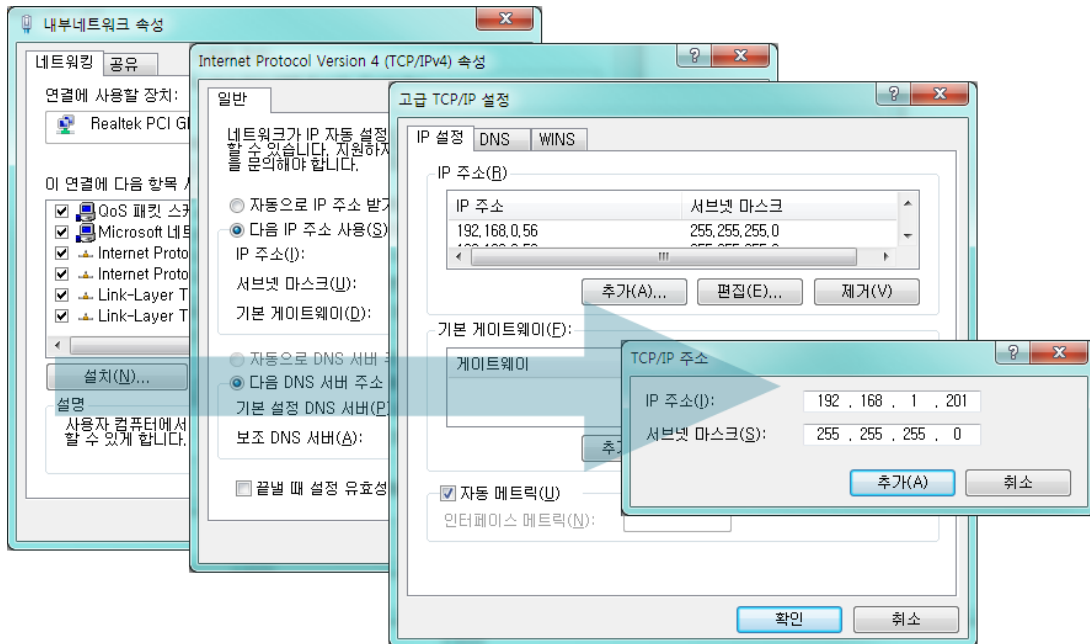 내부네트워크 속성
네트워킹 공유
연결에 사용할 장치:
Realtek PCI
이 연결에 다음 항목
QoS 패킷
Microsoft
Internet
Internet
Link-Layer
Link-Layer
설치(N)...
설명
사용자 컴퓨터에서
할 수 있게 합니다.
Internet Protocol Version 4 (TCP/IPv4) 속성
일반
네트워크가 IP 자동 설정
할 수 있습니다. 지원하지
를 문의해야 합니다.
자동으로 IP 주소 받기
다음 IP 주소 사용(S)
IP 주소(I):
서브넷 마스크(U):
기본 게이트웨이(D):
자동으로 DNS 서버
다음 DNS 서버 주소
기본 설정 DNS 서버(P)
보조 DNS 서버(A):
끝낼 때 설정 유효성
고급 TCP/IP 설정
IP 설정 DNS WINS
IP 주소(R)
IP 주소 서브넷 마스크
192,168,0,56 255,255,255,0
추가(A)... 편집(E)... 제거(V)
기본 게이트웨이(F):
게이트웨이
자동 메트릭(U)
인터페이스 메트릭(N):
확인 취소
TCP/IP 주소
IP 주소(I): 192 . 168 . 1 . 201
서브넷 마스크(S): 255 . 255 . 255 . 0
추가(A) 취소